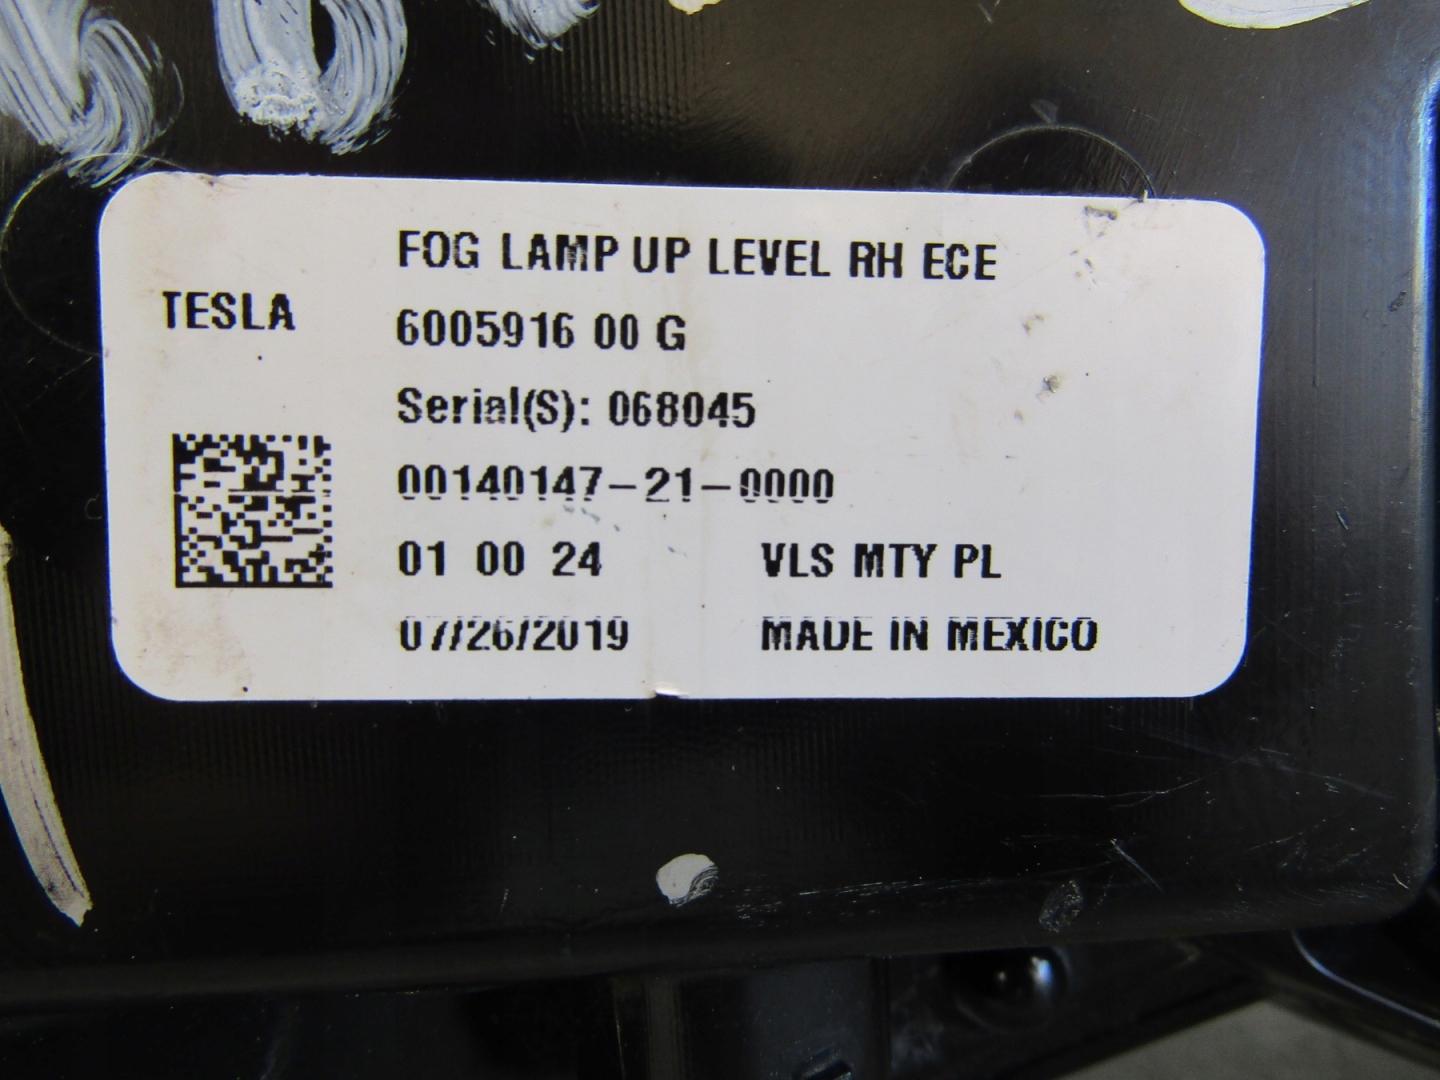 FOG LAMP UP LEVEL RH ECE
TESLA
6005916 00 G
Serial(S): 068045
00140147-21-0000
01 00 24 VLS MTY PL
07/26/2019 MADE IN MEXICO